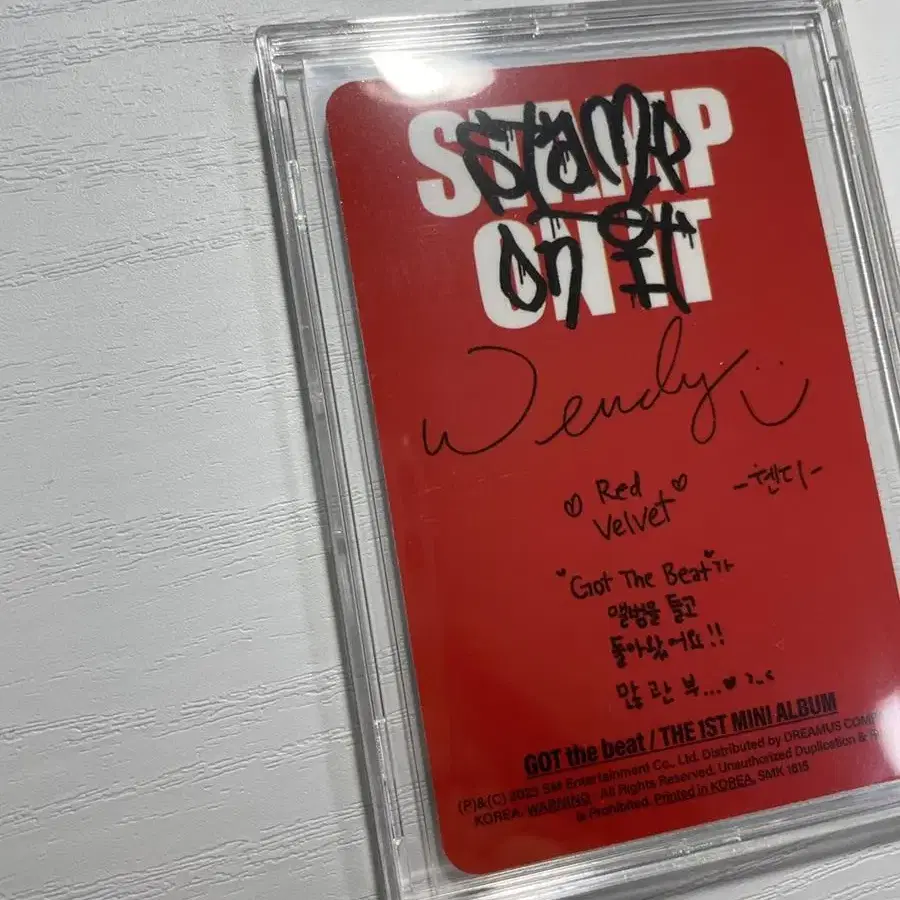 STAMP
ON IT
Stamp
on it
Wendy
Red
Velvet
-웬디-
"Got The Beat"가
앨범을 들고
돌아왔어요!!
많관부...♥ >_<
GOT the beat / THE 1ST MINI ALBUM
(P)&(C) 2023 SM Entertainment Co., Ltd. Distributed by DREAMUS
KOREA. WARNING: All Rights Reserved. Unauthorized Duplication &
is Prohibited. Printed in KOREA. SMK 1615